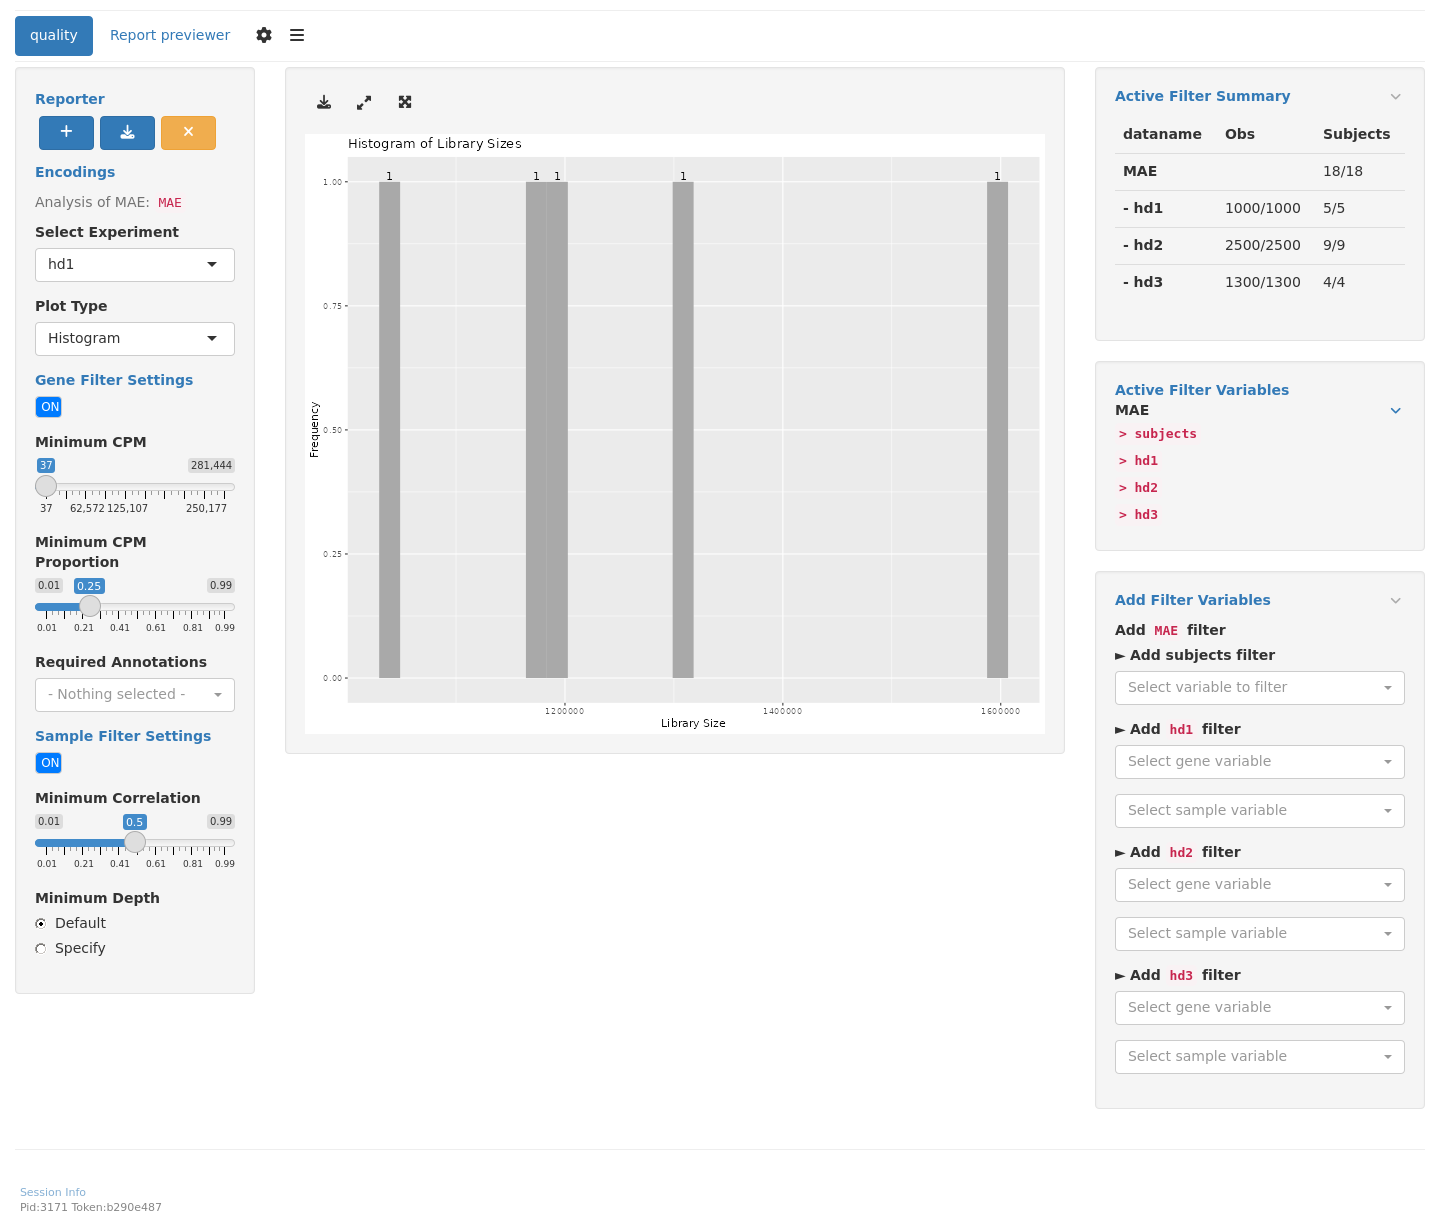 quality
Report previewer
Reporter
Encodings
Analysis of MAE: MAE
Select Experiment
hd1
Plot Type
Histogram
Gene Filter Settings
ON
Minimum CPM
37 281,444
37 62,572 125,107 250,177
Minimum CPM
Proportion
0.01 0.25 0.99
0.01 0.21 0.41 0.61 0.81 0.99
Required Annotations
- Nothing selected -
Sample Filter Settings
ON
Minimum Correlation
0.01 0.5 0.99
0.01 0.21 0.41 0.61 0.81 0.99
Minimum Depth
Default
Specify
Histogram of Library Sizes
1 1 1 1 1
1.00
0.75
0.50
0.25
0.00
Frequency
1200000 1400000 1600000
Library Size
Active Filter Summary
dataname Obs Subjects
MAE 18/18
- hd1 1000/1000 5/5
- hd2 2500/2500 9/9
- hd3 1300/1300 4/4
Active Filter Variables
MAE
> subjects
> hd1
> hd2
> hd3
Add Filter Variables
Add MAE filter
► Add subjects filter
Select variable to filter
► Add hd1 filter
Select gene variable
Select sample variable
► Add hd2 filter
Select gene variable
Select sample variable
► Add hd3 filter
Select gene variable
Select sample variable
Session Info
Pid:3171 Token:b290e487